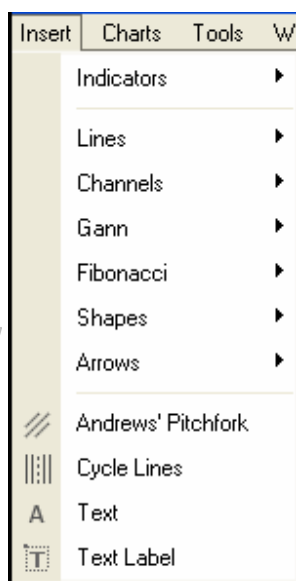 Insert Charts Tools W
Indicators
Lines
Channels
Gann
Fibonacci
Shapes
Arrows
Andrews' Pitchfork
Cycle Lines
A Text
T Text Label